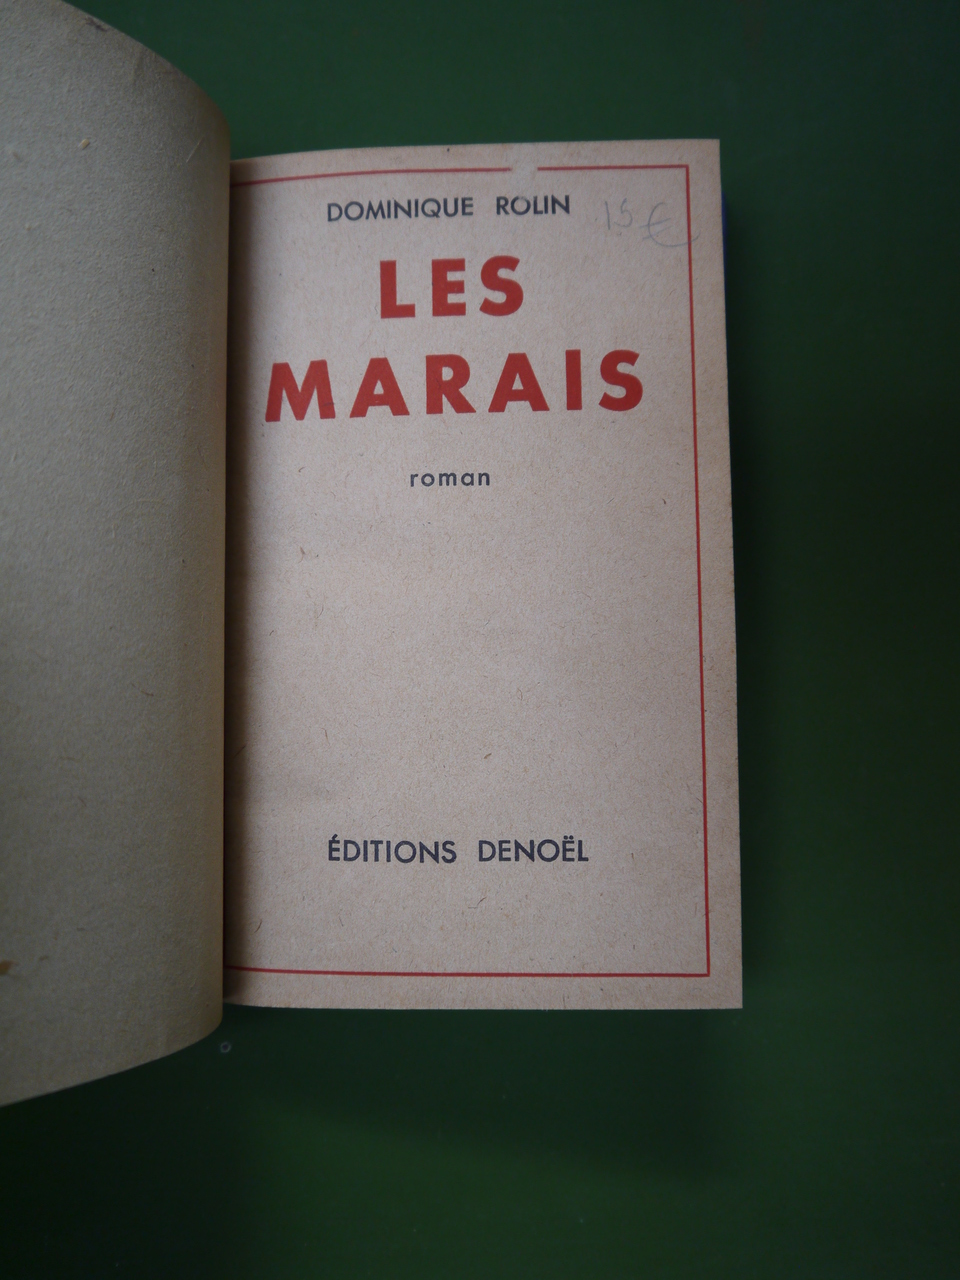 DOMINIQUE ROLIN
15 €
LES
MARAIS
roman
ÉDITIONS DENOËL